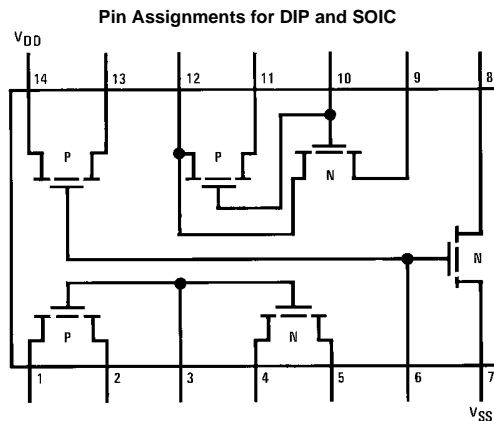 Pin Assignments for DIP and SOIC
VDD
14 13 12 11 10 9 8
P P N
N
P N
1 2 3 4 5 6 7
VSS